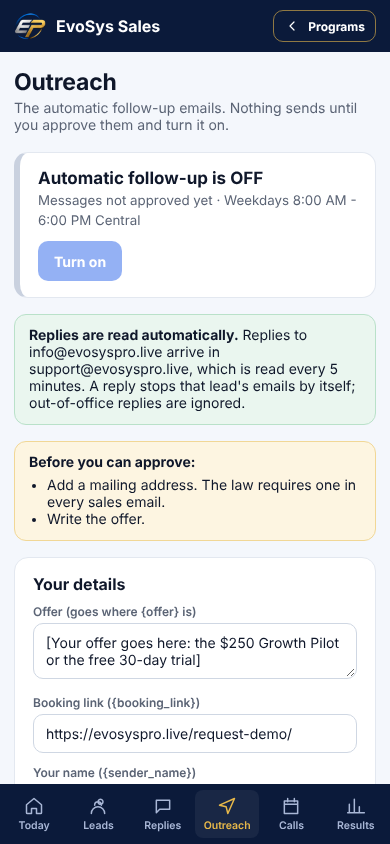 EP EvoSys Sales
Programs
Outreach
The automatic follow-up emails. Nothing sends until
you approve them and turn it on.
Automatic follow-up is OFF
Messages not approved yet · Weekdays 8:00 AM -
6:00 PM Central
Turn on
Replies are read automatically. Replies to
info@evosyspro.live arrive in
support@evosyspro.live, which is read every 5
minutes. A reply stops that lead's emails by itself;
out-of-office replies are ignored.
Before you can approve:
• Add a mailing address. The law requires one in
every sales email.
• Write the offer.
Your details
Offer (goes where {offer} is)
[Your offer goes here: the $250 Growth Pilot
or the free 30-day trial]
Booking link ({booking_link})
https://evosyspro.live/request-demo/
Your name ({sender_name})
Today
Leads
Replies
Outreach
Calls
Results